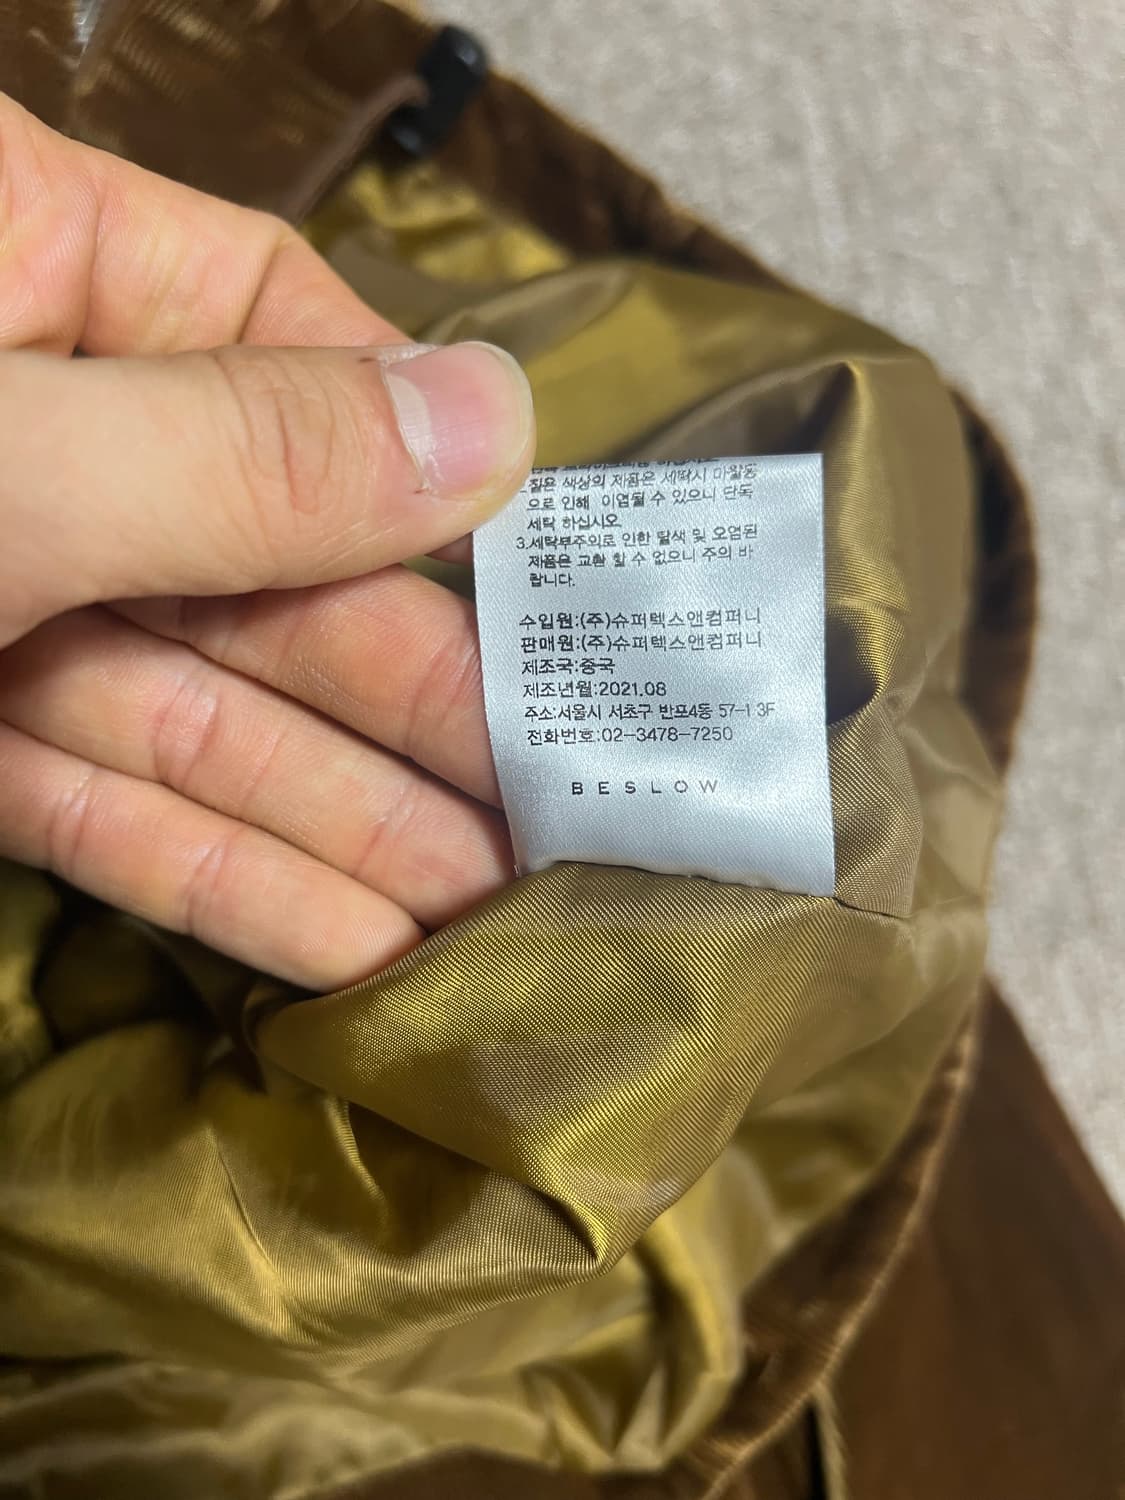 짙은 색상의 제품은 세탁시 마찰등
으로 인해 이염될 수 있으니 단독
세탁 하십시오
3.세탁부주의로 인한 탈색 및 오염된
제품은 교환 할 수 없으니 주의 바
랍니다.
수입원:(주)슈퍼텍스앤컴퍼니
판매원:(주)슈퍼텍스앤컴퍼니
제조국:중국
제조년월:2021.08
주소:서울시 서초구 반포4동 57-1 3F
전화번호:02-3478-7250
BESLOW